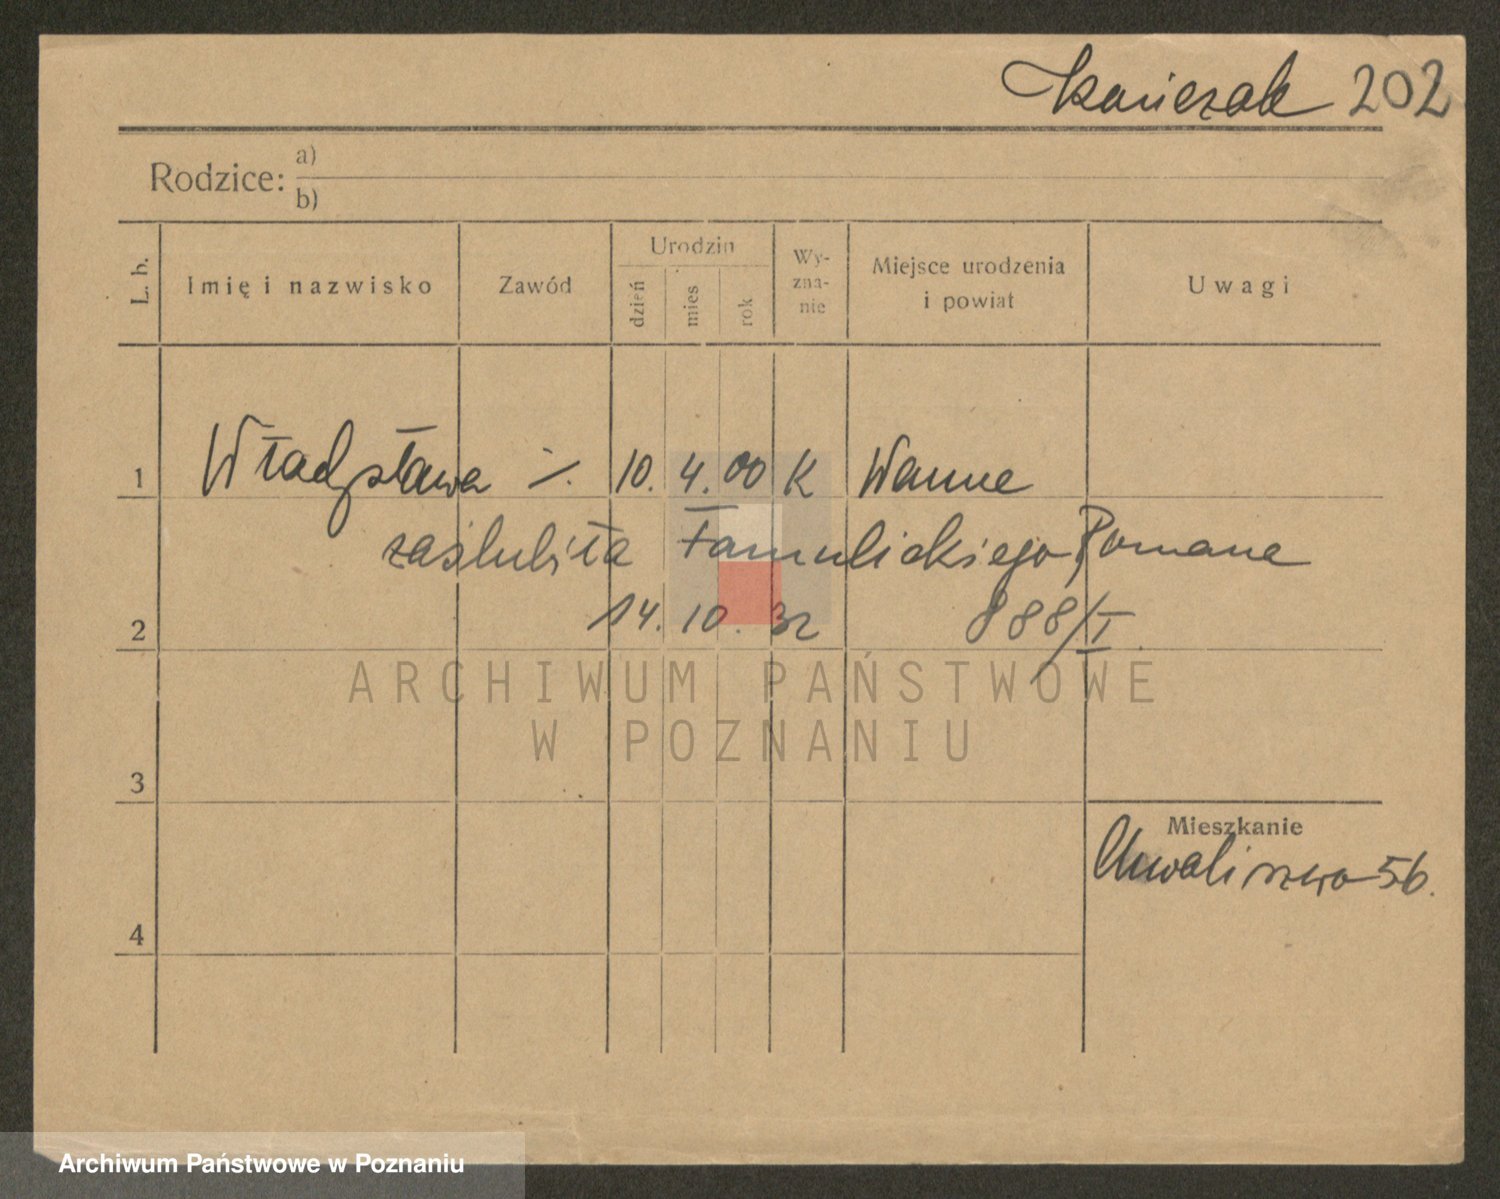 Kańczak 202
Rodzice: a)
b)
L. b. Imię i nazwisko Zawód Urodzin dzień mies rok Wy-zna-nie Miejsce urodzenia i powiat Uwagi
1 Władysława ·/. 10. 4. 00 K Wanne
zaślubiła Famulickiego Romana
2 14. 10. 32 888/I
ARCHIWUM PAŃSTWOWE
W POZNANIU
3
Mieszkanie
Chwaliszewo 56.
4
Archiwum Państwowe w Poznaniu